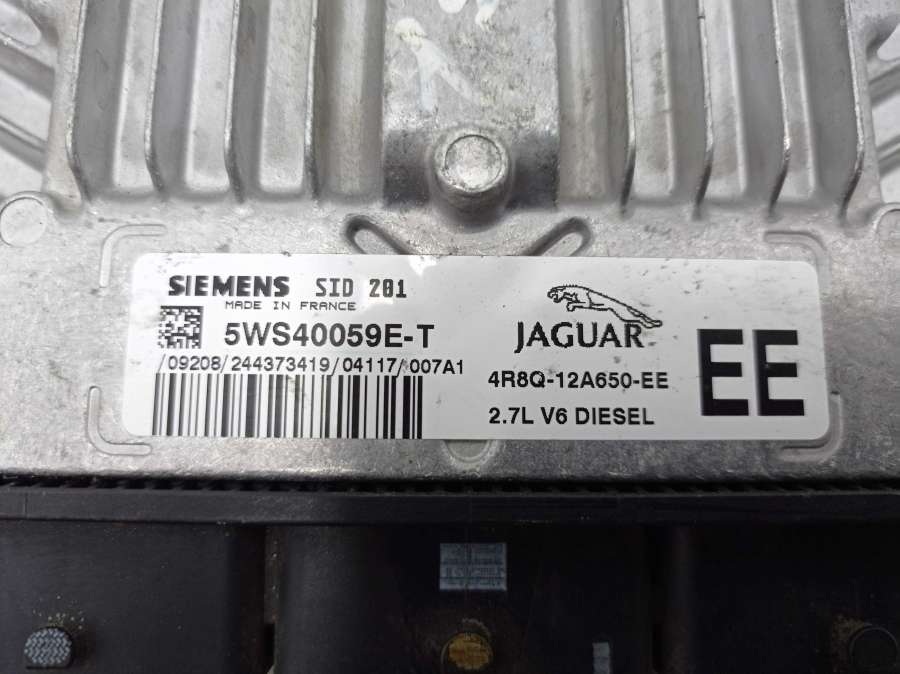 SIEMENS SID 201
MADE IN FRANCE
5WS40059E-T
/09208/244373419/04117/007A1
JAGUAR
4R8Q-12A650-EE
2.7L V6 DIESEL
EE